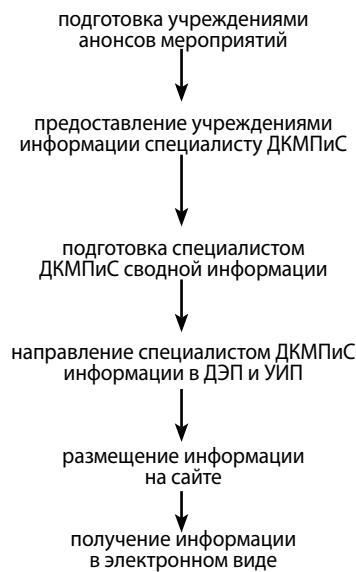 подготовка учреждениями
анонсов мероприятий
предоставление учреждениями
информации специалисту ДКМПиС
подготовка специалистом
ДКМПиС сводной информации
направление специалистом ДКМПиС
информации в ДЭП и УИП
размещение информации
на сайте
получение информации
в электронном виде